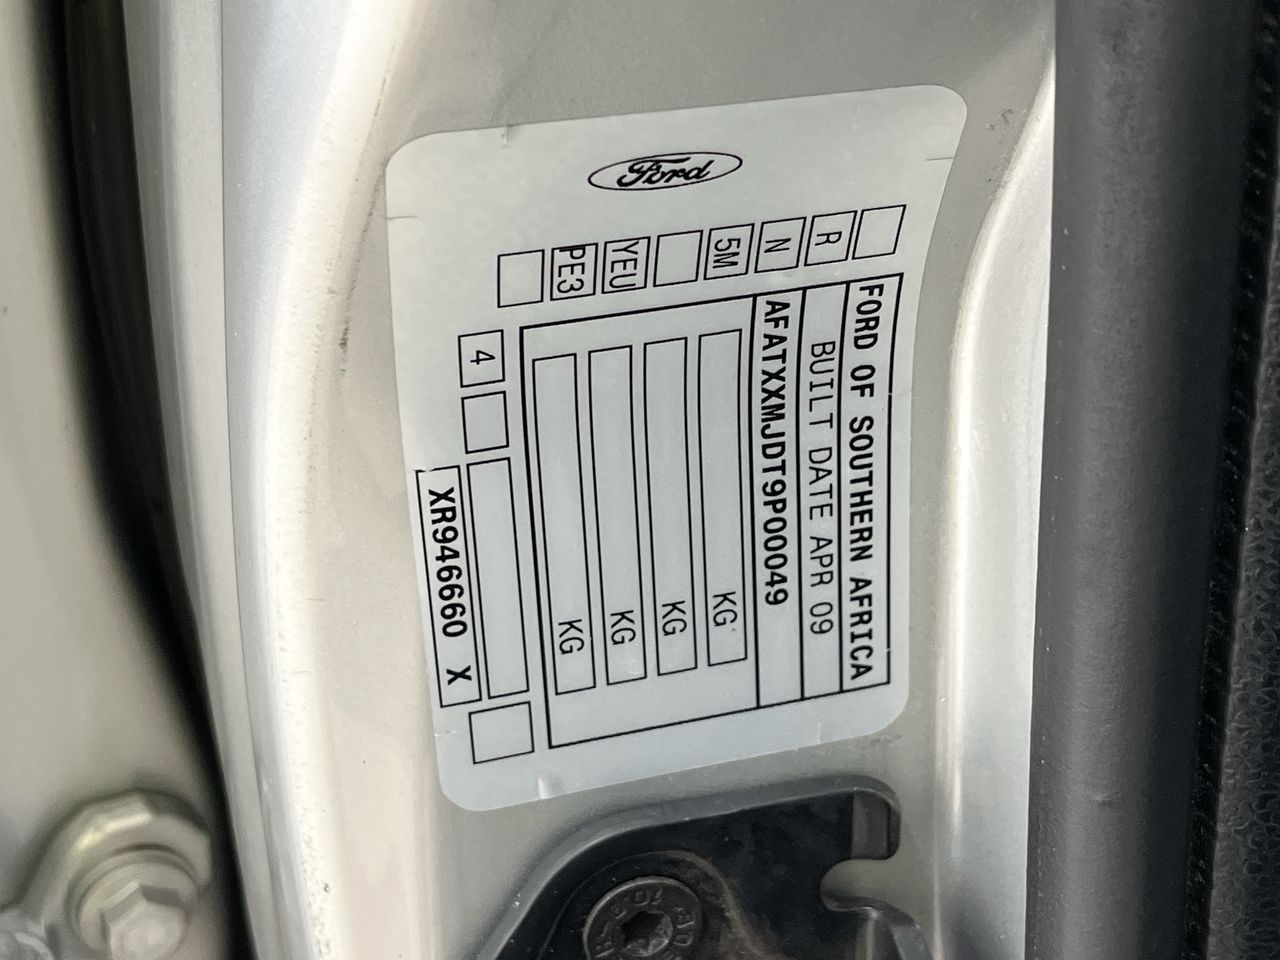 Ford
FORD OF SOUTHERN AFRICA
BUILT DATE APR 09
AFATXXMJDT9P00049
KG
KG
KG
KG
R
N
5M
YEU
PE3
4
XR946660 X